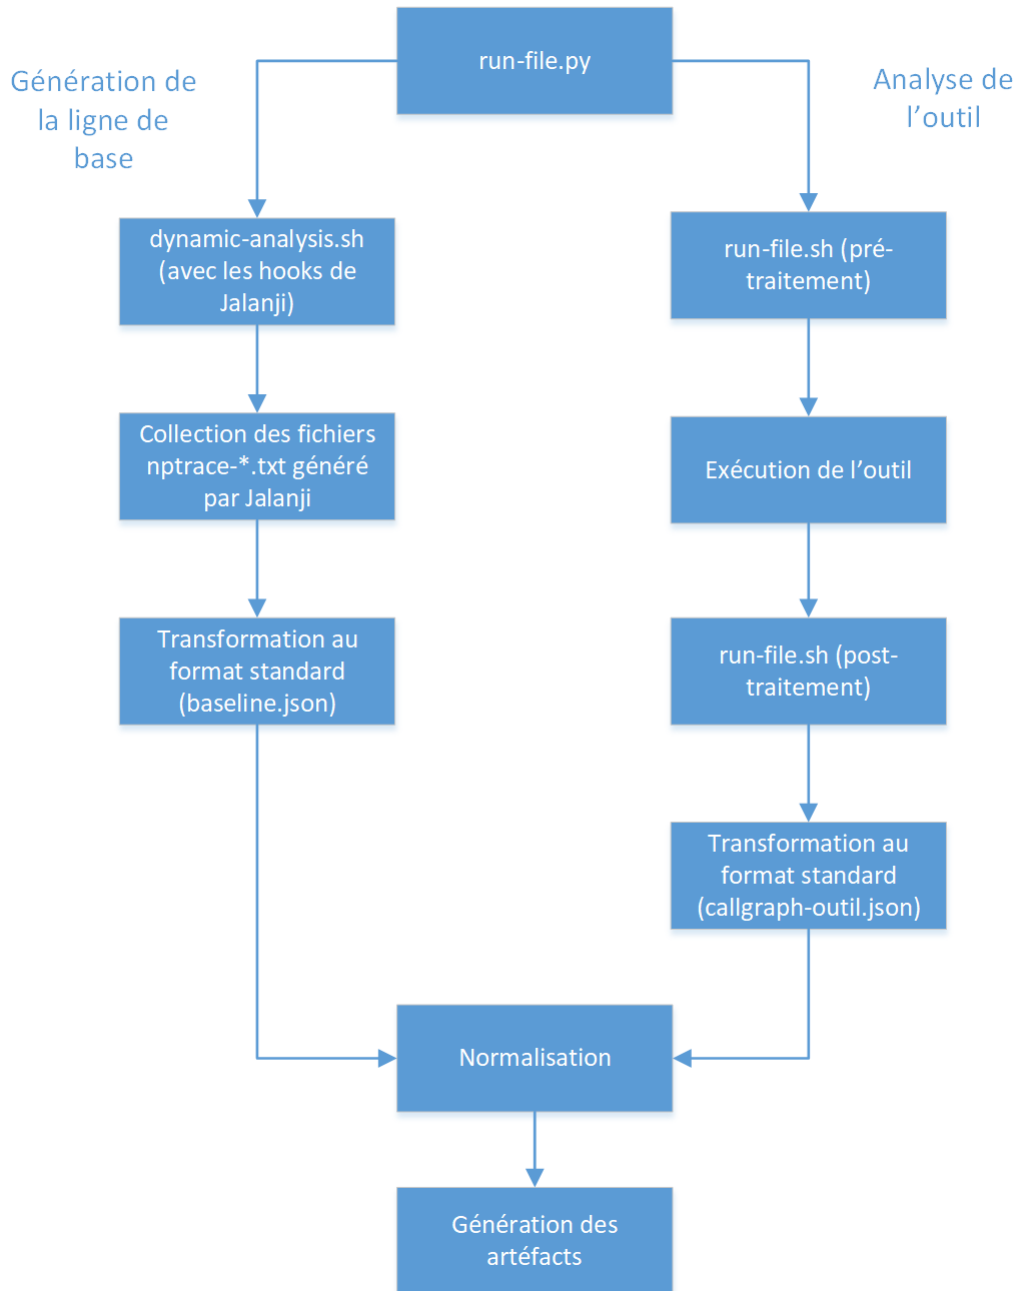 run-file.py
Génération de
la ligne de
base
Analyse de
l’outil
dynamic-analysis.sh
(avec les hooks de
Jalanji)
run-file.sh (pré-
traitement)
Collection des fichiers
nptrace-*.txt généré
par Jalanji
Exécution de l’outil
Transformation au
format standard
(baseline.json)
run-file.sh (post-
traitement)
Transformation au
format standard
(callgraph-outil.json)
Normalisation
Génération des
artéfacts